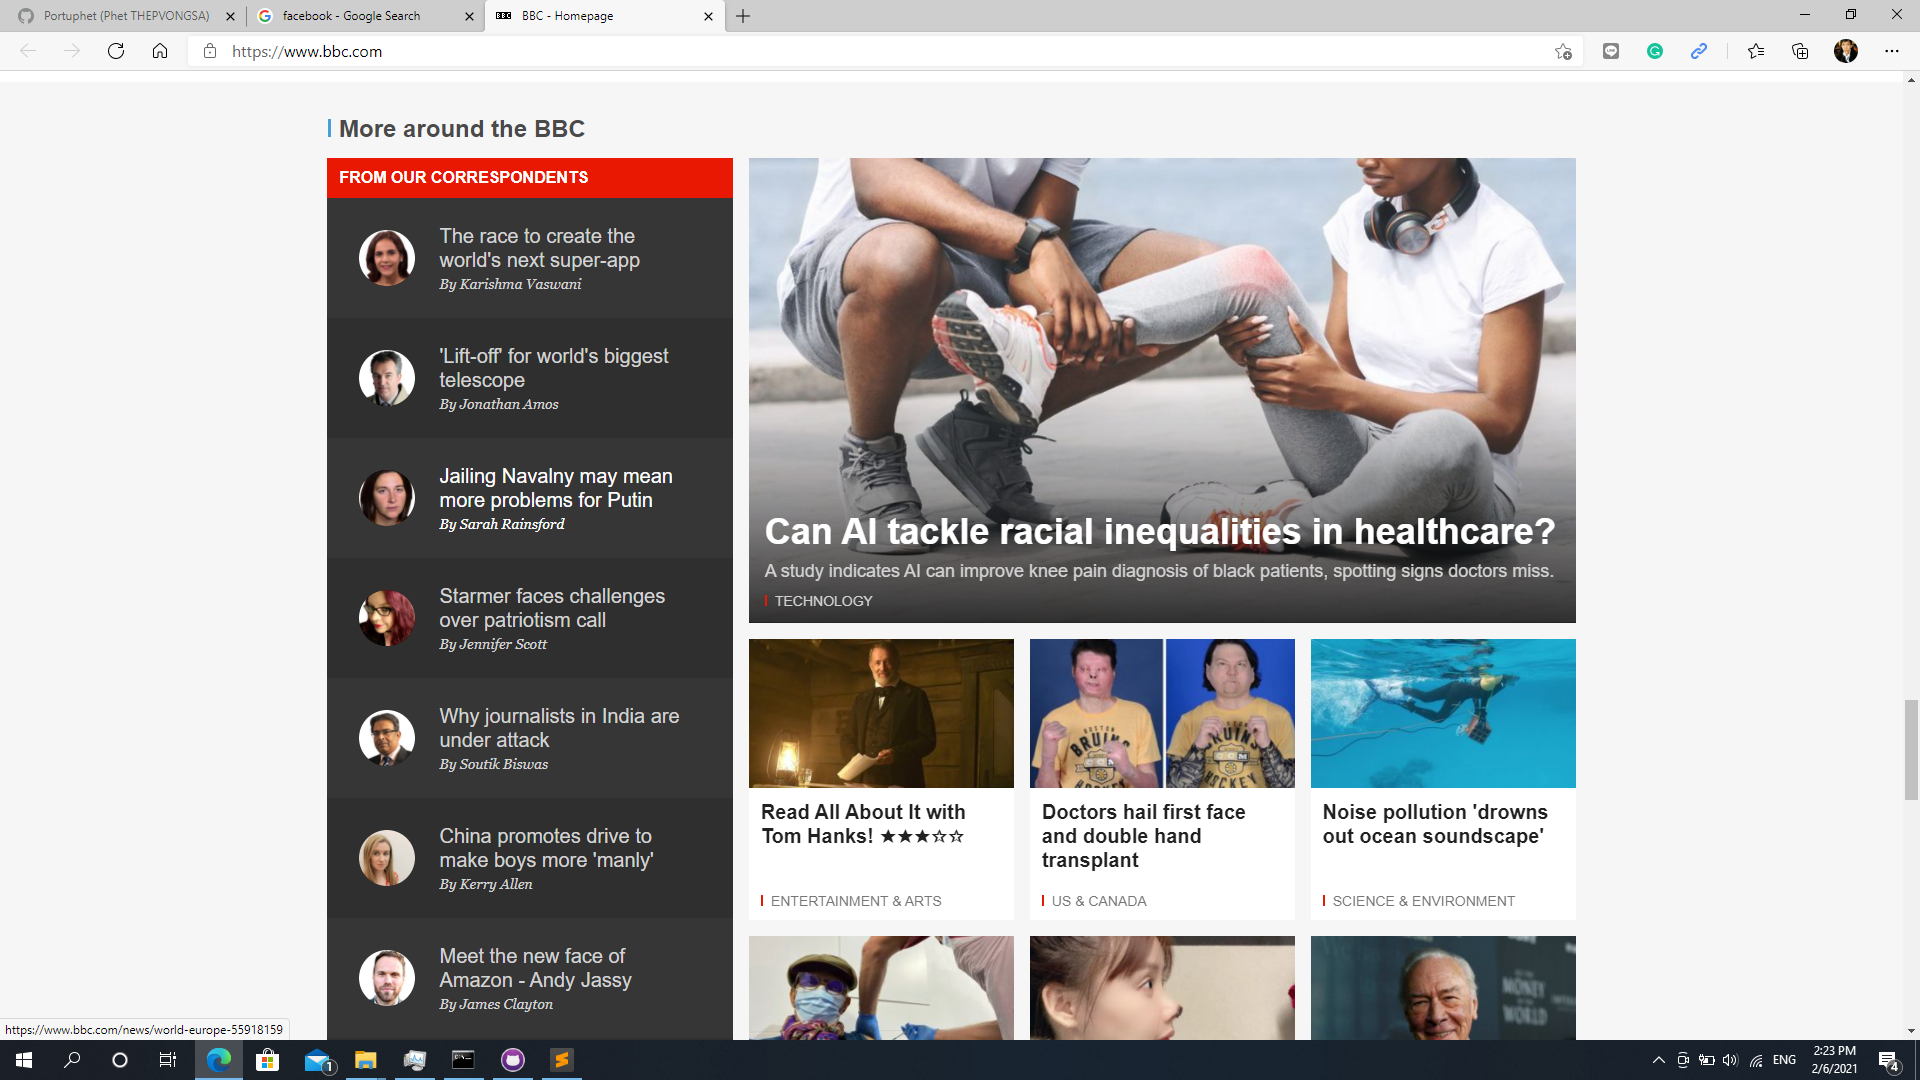 Portuphet (Phet THEPVONGSA)
facebook - Google Search
BBC - Homepage
https://www.bbc.com
More around the BBC
FROM OUR CORRESPONDENTS
The race to create the
world's next super-app
By Karishma Vaswani
'Lift-off' for world's biggest
telescope
By Jonathan Amos
Jailing Navalny may mean
more problems for Putin
By Sarah Rainsford
Starmer faces challenges
over patriotism call
By Jennifer Scott
Why journalists in India are
under attack
By Soutik Biswas
China promotes drive to
make boys more 'manly'
By Kerry Allen
Meet the new face of
Amazon - Andy Jassy
By James Clayton
Can AI tackle racial inequalities in healthcare?
A study indicates AI can improve knee pain diagnosis of black patients, spotting signs doctors miss.
TECHNOLOGY
BRUINS
HOCKEY
Read All About It with
Tom Hanks! ★★★☆☆
ENTERTAINMENT & ARTS
Doctors hail first face
and double hand
transplant
US & CANADA
Noise pollution 'drowns
out ocean soundscape'
SCIENCE & ENVIRONMENT
MONEY
WORLD
https://www.bbc.com/news/world-europe-55918159
1
ENG
2:23 PM
2/6/2021
4